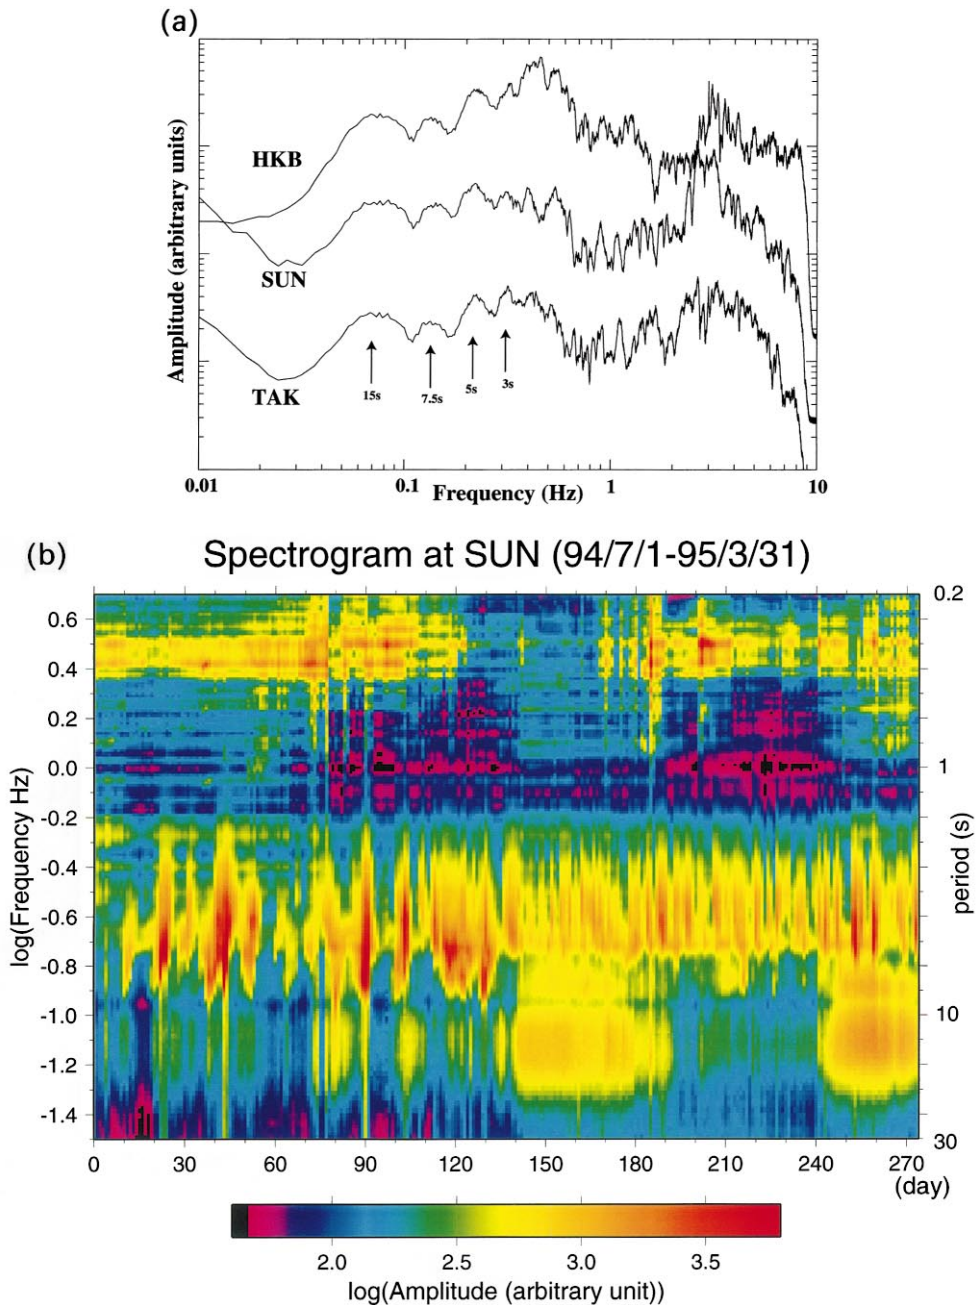 (a)
Amplitude (arbitrary units)
HKB
SUN
TAK
15s
7.5s
5s
3s
0.01
0.1
1
10
Frequency (Hz)
(b)
Spectrogram at SUN (94/7/1-95/3/31)
log(Frequency Hz)
0.6
0.4
0.2
0.0
-0.2
-0.4
-0.6
-0.8
-1.0
-1.2
-1.4
0.2
1
10
30
period (s)
0
30
60
90
120
150
180
210
240
270
(day)
2.0
2.5
3.0
3.5
log(Amplitude (arbitrary unit))